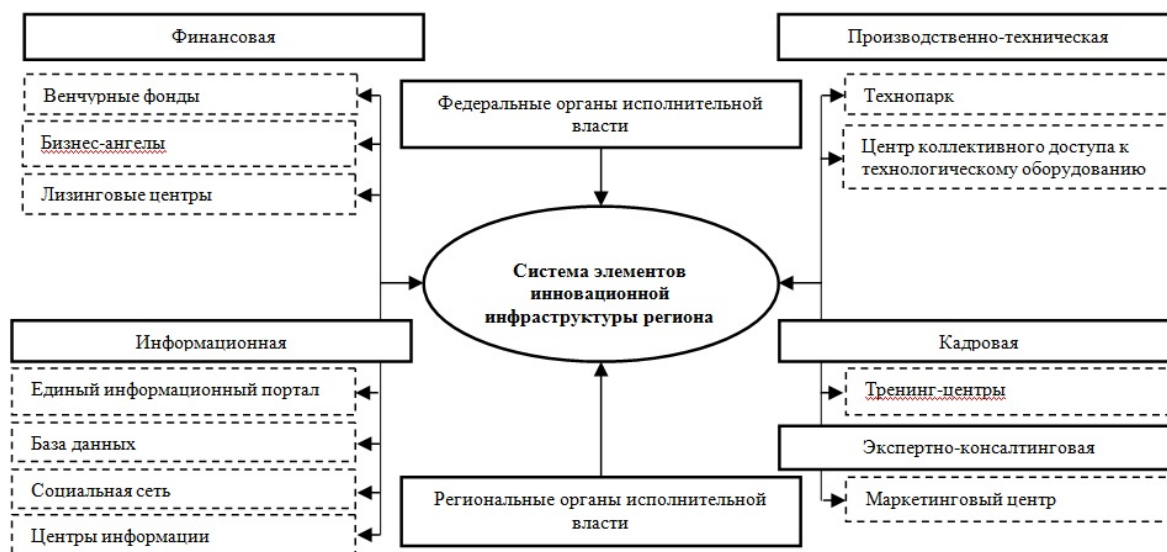 Финансовая
Венчурные фонды
Бизнес-ангелы
Лизинговые центры
Информационная
Единый информационный портал
База данных
Социальная сеть
Центры информации
Федеральные органы исполнительной
власти
Система элементов
инновационной
инфраструктуры региона
Региональные органы исполнительной
власти
Производственно-техническая
Технопарк
Центр коллективного доступа к
технологическому оборудованию
Кадровая
Тренинг-центры
Экспертно-консалтинговая
Маркетинговый центр